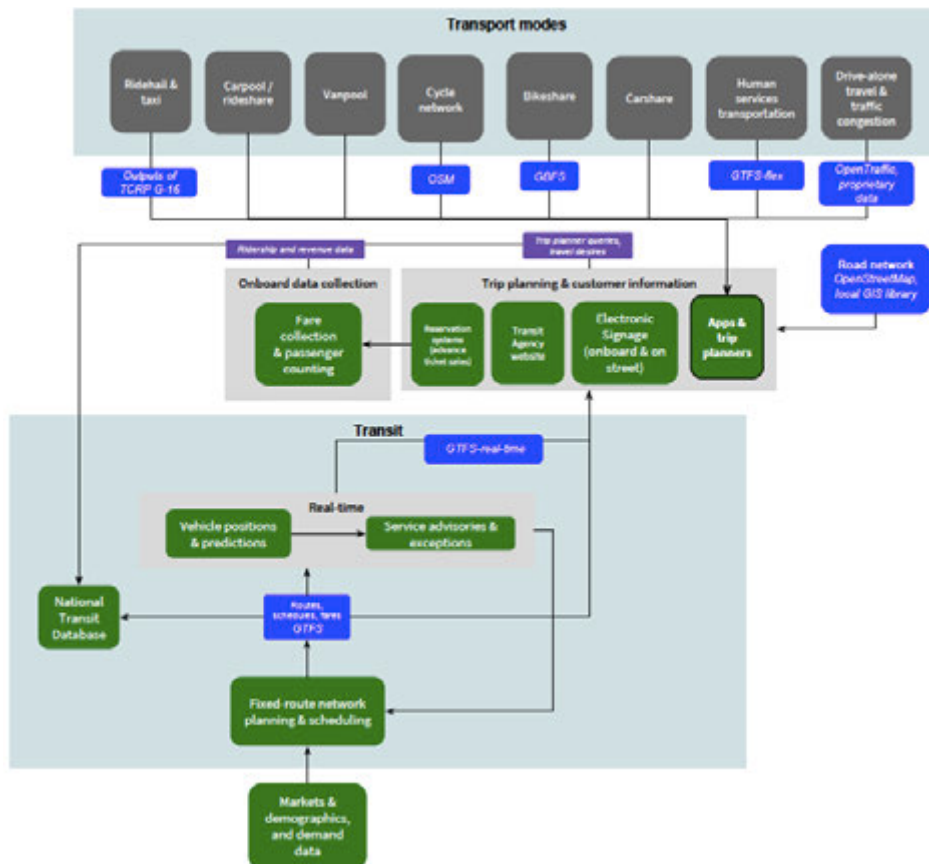 Transport modes
Ridehail &
taxi
Carpool /
rideshare
Vanpool
Cycle
network
Bikeshare
Carshare
Human
services
transportation
Drive-alone
travel &
traffic
congestion
Outputs of
TCRP G-16
OSM
GBFS
GTFS-flex
OpenTraffic,
proprietary
data
Ridership and revenue data
Trip planner queries,
travel desires
Road network
OpenStreetMap,
local GIS library
Onboard data collection
Fare
collection
& passenger
counting
Trip planning & customer information
Reservation
systems
(advance
ticket sales)
Transit
Agency
website
Electronic
Signage
(onboard & on
street)
Apps &
trip
planners
Transit
GTFS-real-time
Real-time
Vehicle positions
& predictions
Service advisories &
exceptions
National
Transit
Database
Routes,
schedules, fares
GTFS
Fixed-route network
planning & scheduling
Markets &
demographics,
and demand
data